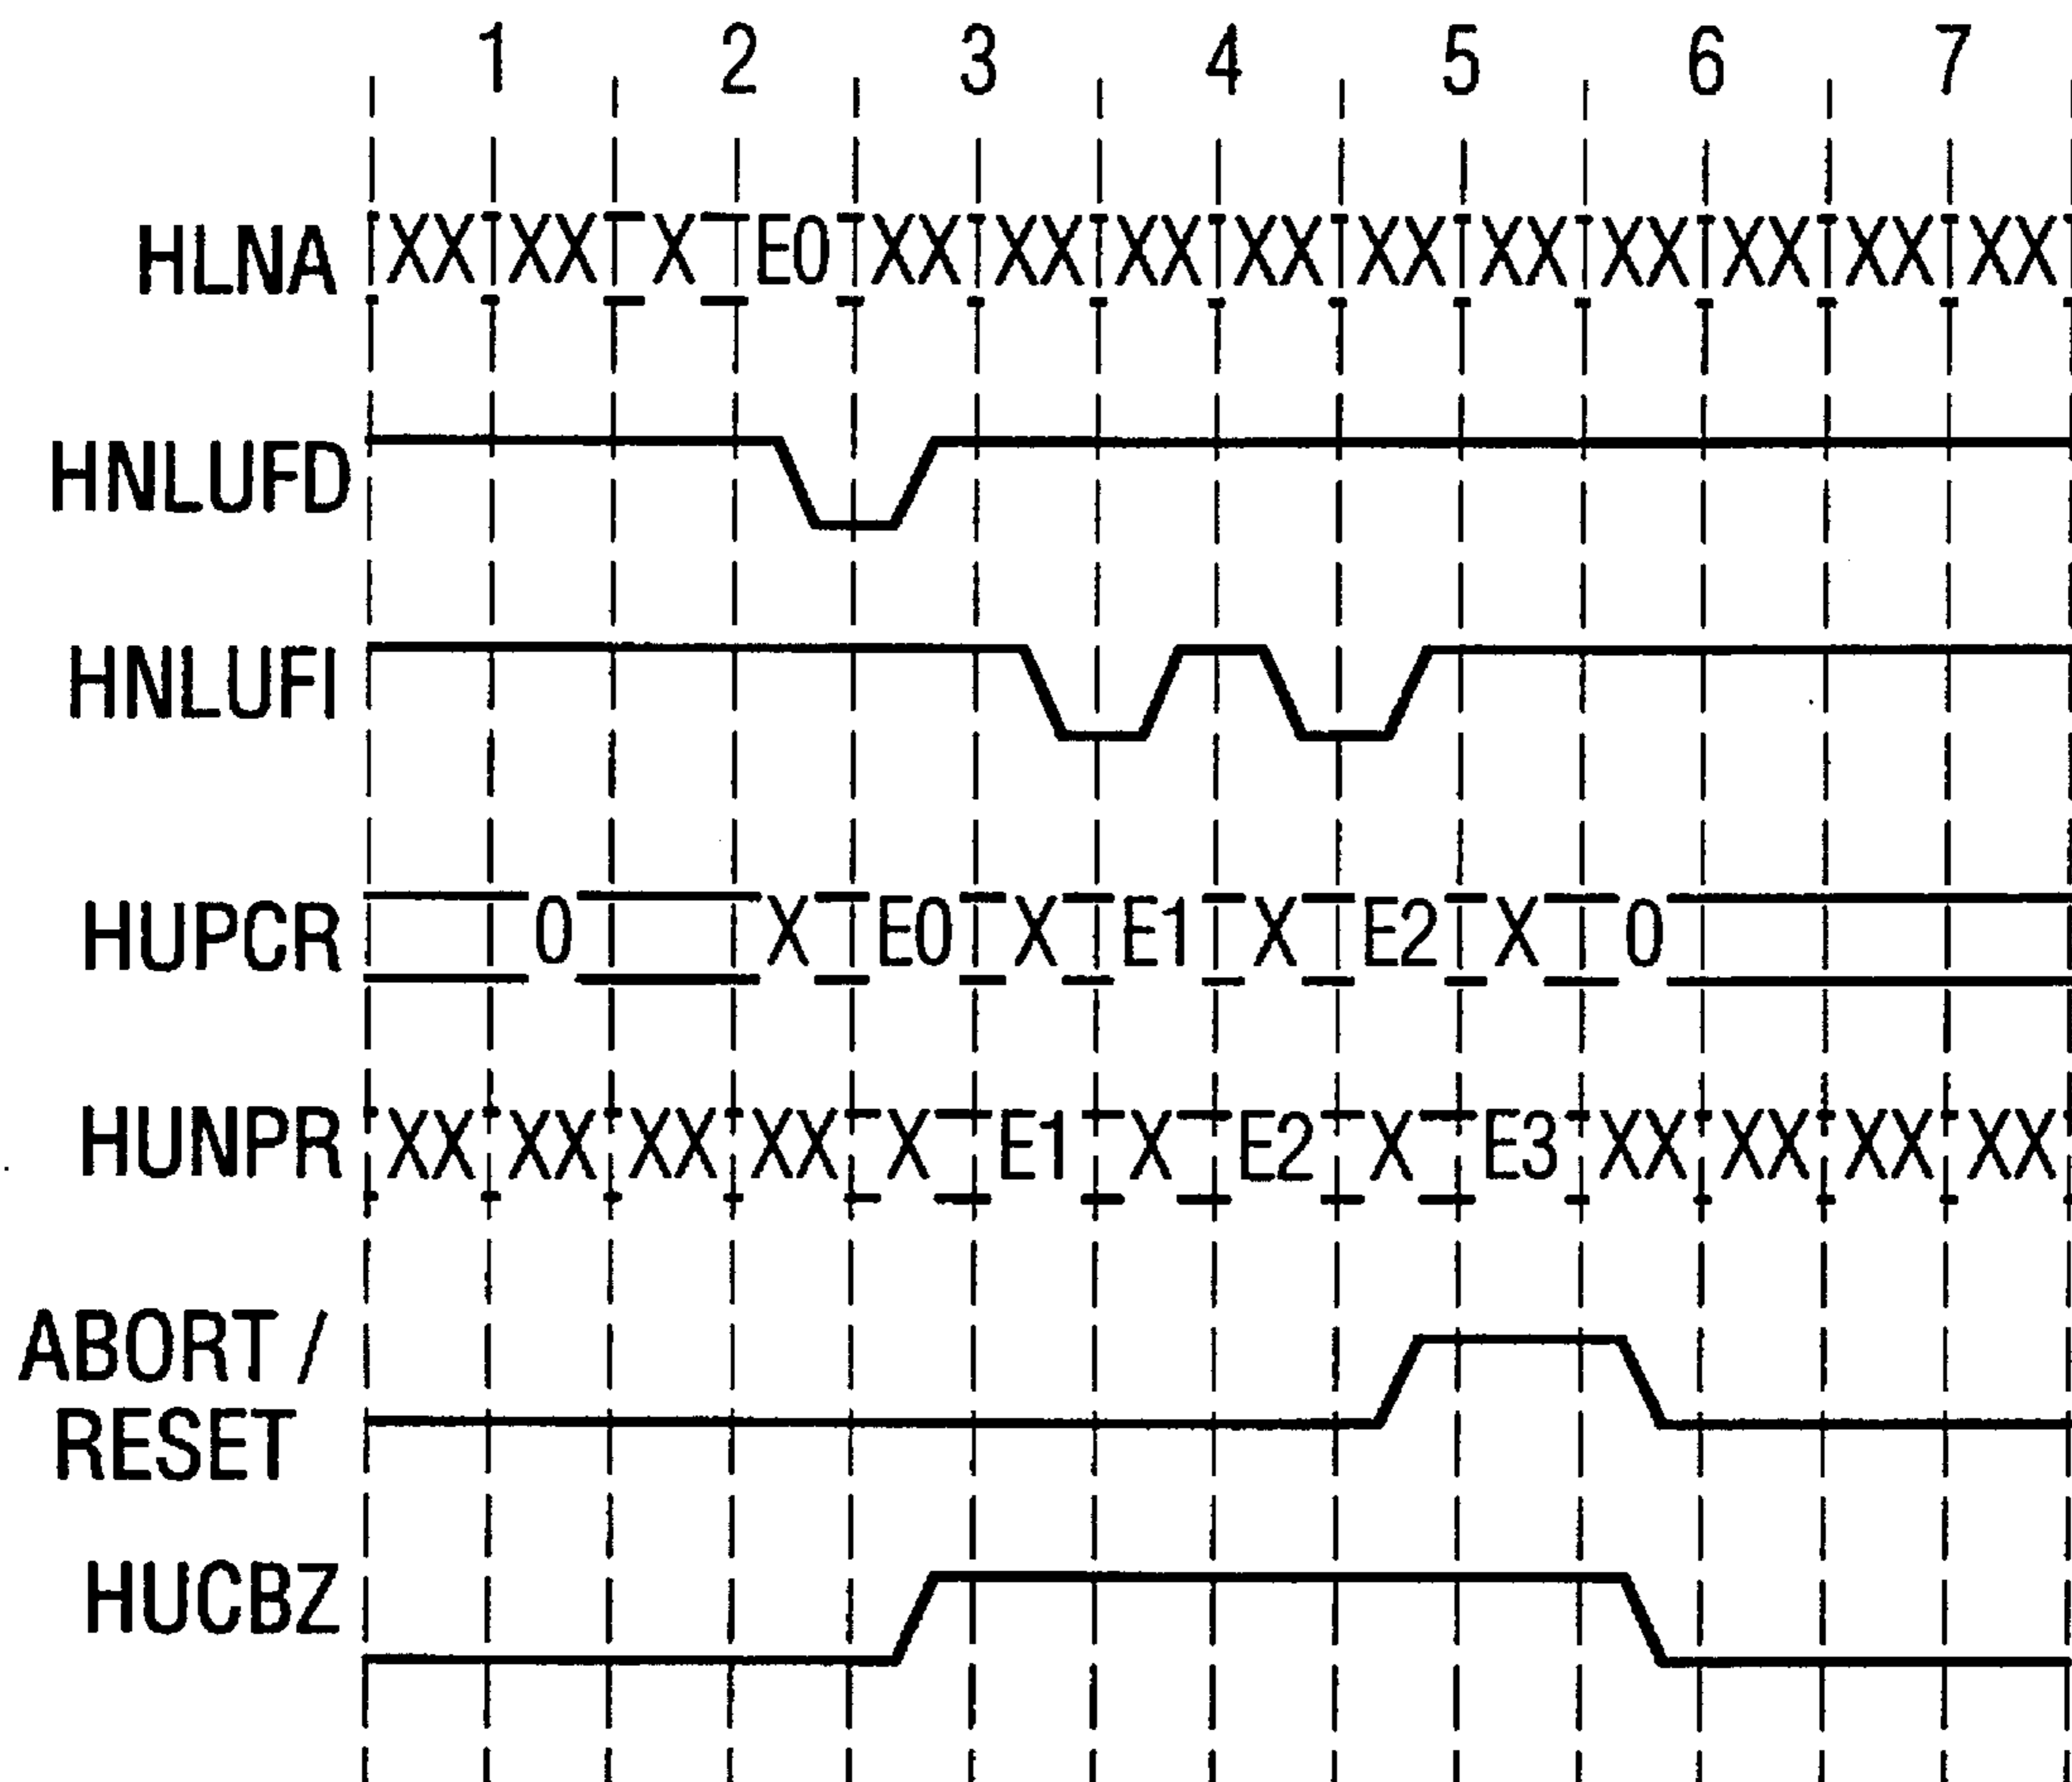 1 2 3 4 5 6 7
HLNA XX XX X E0 XX XX XX XX XX XX XX XX XX XX
HNLUFD
HNLUFI
HUPCR 0 X E0 X E1 X E2 X 0
HUNPR XX XX XX XX X E1 X E2 X E3 XX XX XX XX
ABORT /
RESET
HUCBZ